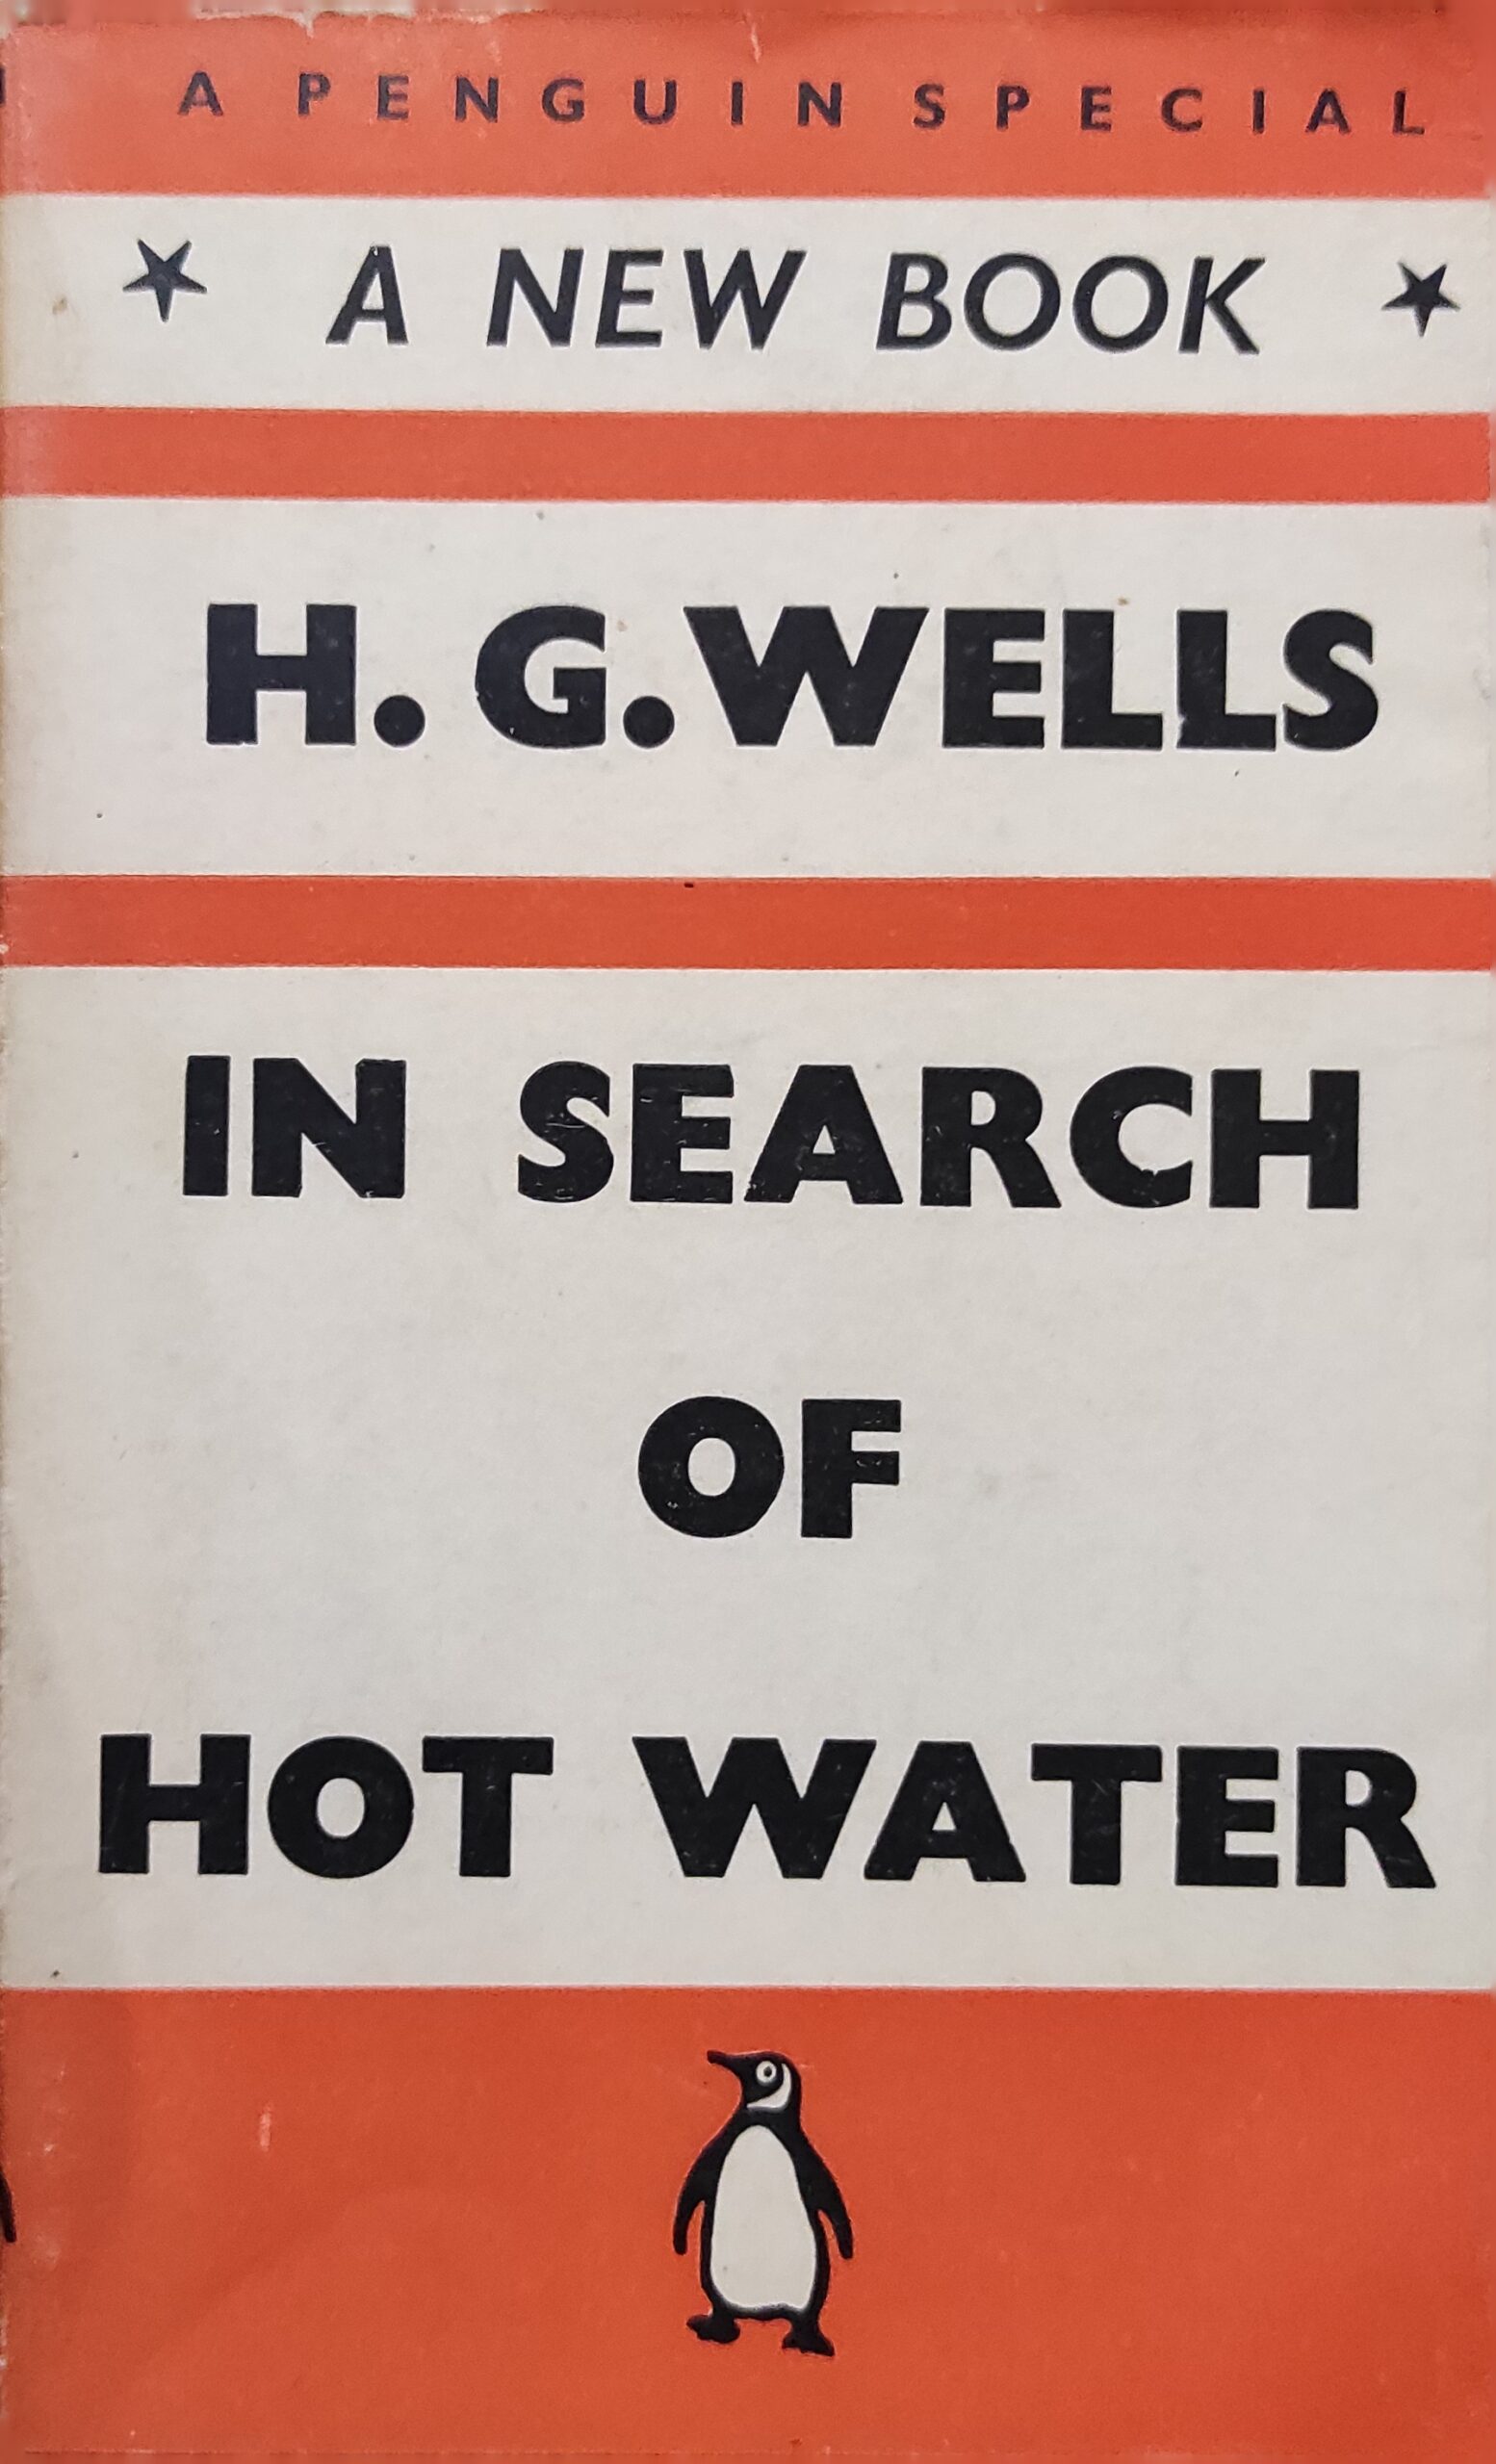 A PENGUIN SPECIAL
★ A NEW BOOK ★
H. G. WELLS
IN SEARCH
OF
HOT WATER